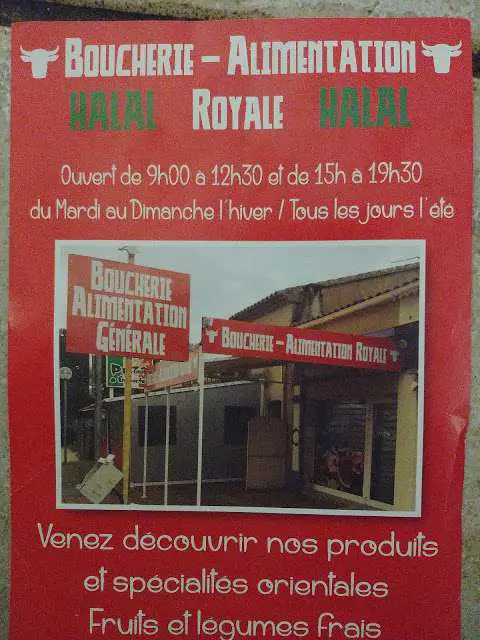 BOUCHERIE – ALIMENTATION
HALAL ROYALE HALAL
Ouvert de 9h00 à 12h30 et de 15h à 19h30
du Mardi au Dimanche l'hiver / Tous les jours l'été
BOUCHERIE
ALIMENTATION
GÉNÉRALE
BOUCHERIE – ALIMENTATION ROYALE
Venez découvrir nos produits
et spécialités orientales
Fruits et légumes frais